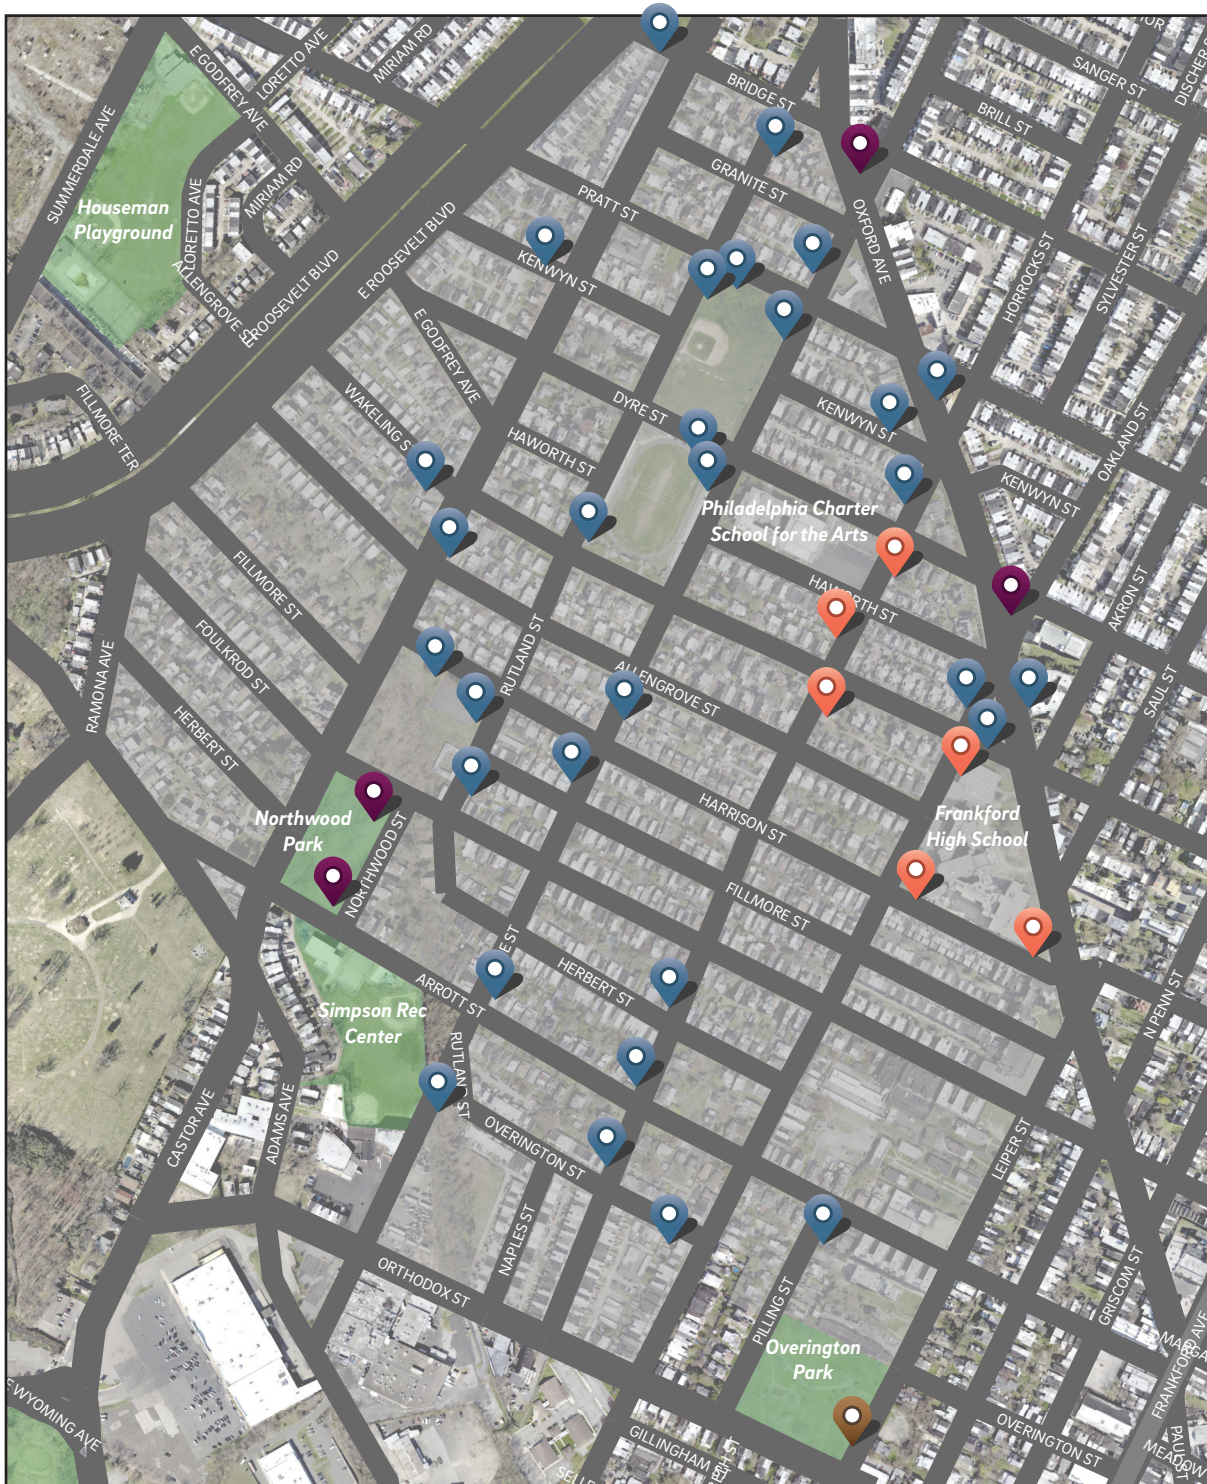 SANGER ST
BRIDGE ST
BRILL ST
E GODFREY AVE
LORETTO AVE
MIRIAM RD
SUMMERDALE AVE
GRANITE ST
PRATT ST
MIRIAM RD
LORETTO AVE
Houseman
Playground
OXFORD AVE
HORROCKS ST
SYLVESTER ST
E ROOSEVELT BLVD
KENWYN ST
ALLENGROVE
E ROOSEVELT BLVD
E GODFREY AVE
FILLMORE TER
WAKELING S
DYRE ST
KENWYN ST
HAWORTH ST
OAKLAND ST
KENWYN ST
Philadelphia Charter
School for the Arts
FILLMORE ST
HAWORTH ST
AKRON ST
FOULKROD ST
RUTLAND ST
ALLENGROVE ST
RAMONA AVE
SAUL ST
HERBERT ST
HARRISON ST
Northwood
Park
NORTHWOOD ST
Frankford
High School
FILLMORE ST
E ST
HERBERT ST
ARROTT ST
Simpson Rec
Center
N PENN ST
RUTLAND ST
CASTOR AVE
ADAMS AVE
OVERINGTON ST
LEIPER ST
NAPLES ST
ORTHODOX ST
PILLING ST
GRISCOM ST
Overington
Park
FRANKFORD AVE
E WYOMING AVE
OVERINGTON ST
GILLINGHAM
PAUL S
MEADOW
SELLE